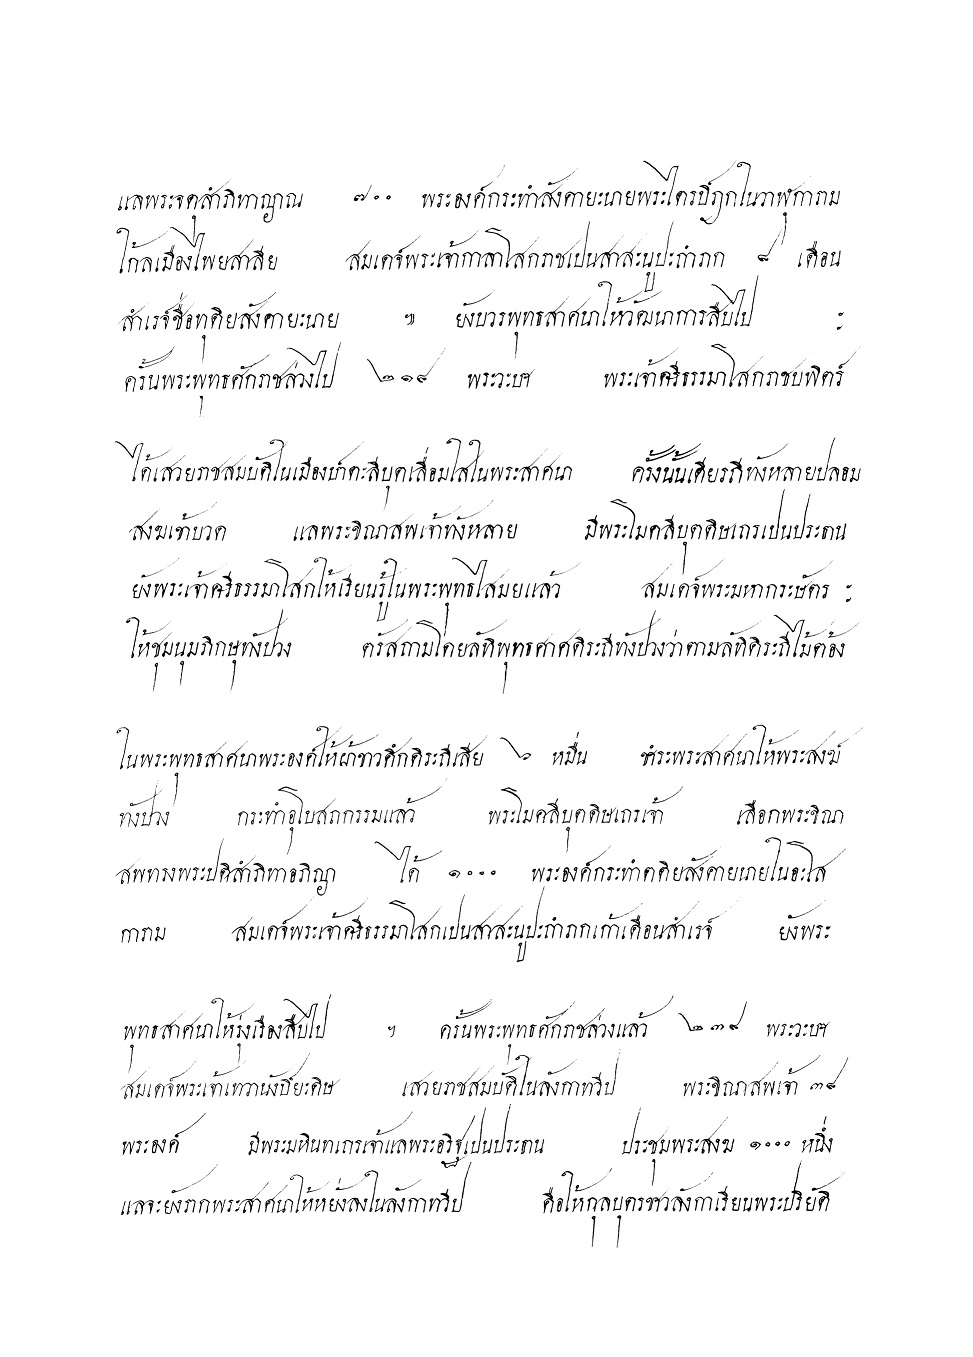 แลพระจตุสำภิทาญาณ ๗๐๐ พระองค์กระทำสังคายะนายพระไตรปิฎกในวาฬุการาม
ใก้ลเมืองไพยสาลีย สมเดจ์พระเจ้ากาลาโสกราชเปนสาสะนูปะถำภก ๘ เดือน
สำเรจ์ชื่อทุติยสังคายะนาย ๚ ยังบวรพุทธสาศนาให้วัฒนาการสืบไป ฯะ
ครั้นพระพุทธศักราชล่วงไป ๒๑๘ พระวะษา พระเจ้าศรีธรรมาโสกราชบพิตร์
ได้เสวยราชสมบัติในเมืองปาตะลีบุตเลื่อมใสในพระสาศนา ครั้งนั้นเดียรถีทังหลายปลอม
สงฆเข้าบวด แลพระขิณาสพเจ้าทังหลาย มีพระโมคลีบุตดิษเถรเปนประธาน
ยังพระเจ้าศรีธรรมาโสกให้เรียนรู้ในพระพุทธิไสมยแล้ว สมเดจ์พระมหากระษัตร ฯะ
ให้ชุมนุมภิกษุทังปวง ตรัสถามโดยลัทิพุทธศาศดิระถีทังปวงว่าตามลัทิดิระถีไม้ต้อง
ในพระพุทธสาศนาพระองค์ให้ผ้าขาวศึกดิระถีเสีย ๖ หมื่น ชำระพระสาศนาให้พระสงฆ์
ทังปวง กระทำอุโบสถกรรมแล้ว พระโมคลีบุตดิษเถรเจ้า เลือกพระขิณา
สพทางพระปติสำภิทาอภิญา ได้ ๑๐๐๐ พระองค์กระทำตติยสังคายนายในอะโส
การาม สมเดจ์พระเจ้าศรีธรรมาโสกเปนสาสะนูปะถำภกเก้าเดือนสำเรจ์ ยังพระ
พุทธสาศนาให้รุ่งเรืองสืบไป ฯ ครั้นพระพุทธศักราชล่วงแล้ว ๒๓๘ พระวะษา
สมเดจ์พระเจ้าเทวานังปิยะดิษ เสวยราชสมบัติในลังกาทวีป พระขิณาสพเจ้า ๓๘
พระองค์ มีพระมหินทเถรเจ้าแลพระอริฐเปนประธาน ประชุมพระสงฆ ๑๐๐๐ หนึ่ง
แลจะยังรากพระสาศนาให้หยั่งลงในลังกาทวีป คือให้กุลบุตรชาวลังกาเรียนพระปริยัติ